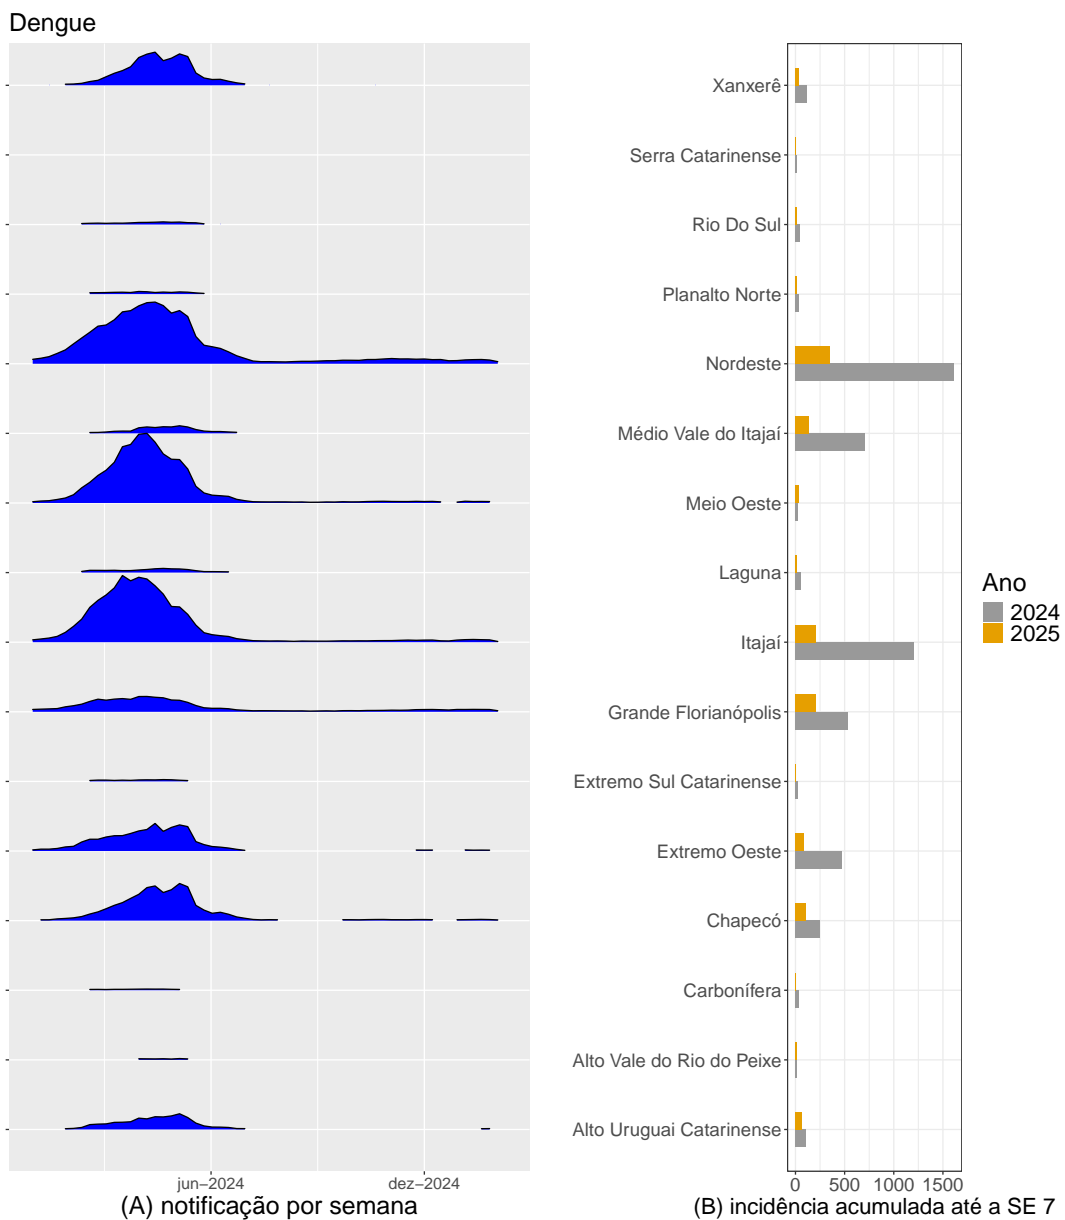 Dengue
Xanxerê
Serra Catarinense
Rio Do Sul
Planalto Norte
Nordeste
Médio Vale do Itajaí
Meio Oeste
Laguna
Itajaí
Grande Florianópolis
Extremo Sul Catarinense
Extremo Oeste
Chapecó
Carbonífera
Alto Vale do Rio do Peixe
Alto Uruguai Catarinense
Ano
2024
2025
jun–2024 dez–2024
(A) notificação por semana
0 500 1000 1500
(B) incidência acumulada até a SE 7